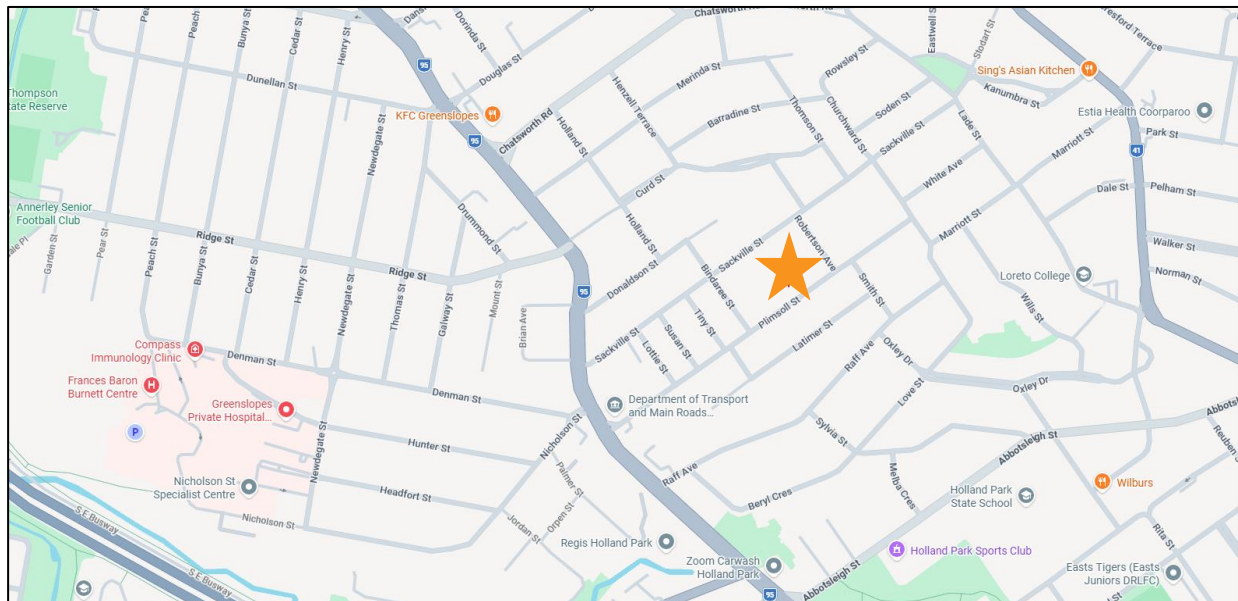 Peach
Bunya St
Cedar St
Henry St
Dorinda St
Douglas St
95
Chatsworth Rd
Eastwell St
Stodart St
Beresford Terrace
Sing's Asian Kitchen
Kanumbra St
Rowsley St
Merinda St
Henzell Terrace
Dunellan St
Thompson
KFC Greenslopes
95
Chatsworth Rd
Holland St
Barradine St
Thomson St
Churchward St
Soden St
Sackville St
Lade St
Marriott St
Estia Health Coorparoo
Park St
41
Newdegate St
Curd St
White Ave
Dale St
Pelham St
Annerley Senior
Football Club
Garden St
Pear St
Peach St
Bunya St
Ridge St
Cedar St
Henry St
Drummond St
Holland St
Robertson Ave
Marriott St
Walker St
Norman St
Loreto College
Ridge St
Newdegate St
Thomas St
Galway St
Mount St
Brian Ave
95
Donaldson St
Sackville St
Bindaree St
Tiny St
Plimsoll St
Smith St
Wills St
Sackville St
Lottie St
Susan St
Latimer St
Raff Ave
Oxley Dr
Oxley Dr
Love St
Compass
Immunology Clinic
Denman St
Denman St
Frances Baron
Burnett Centre
Greenslopes
Private Hospital...
P
Department of Transport
and Main Roads...
Nicholson St
Sylvia St
Abbotsleigh St
Reuben St
Newdegate St
Hunter St
Headfort St
Palmer St
Raff Ave
Beryl Cres
Melba Cres
Nicholson St
Specialist Centre
Holland Park
State School
Wilburs
Nicholson St
Jordan St
Orpen St
Rita St
S E Busway
Regis Holland Park
Holland Park Sports Club
Zoom Carwash
Holland Park
S E Busway
Abbotsleigh St
95
Easts Tigers (Easts
Juniors DRLFC)